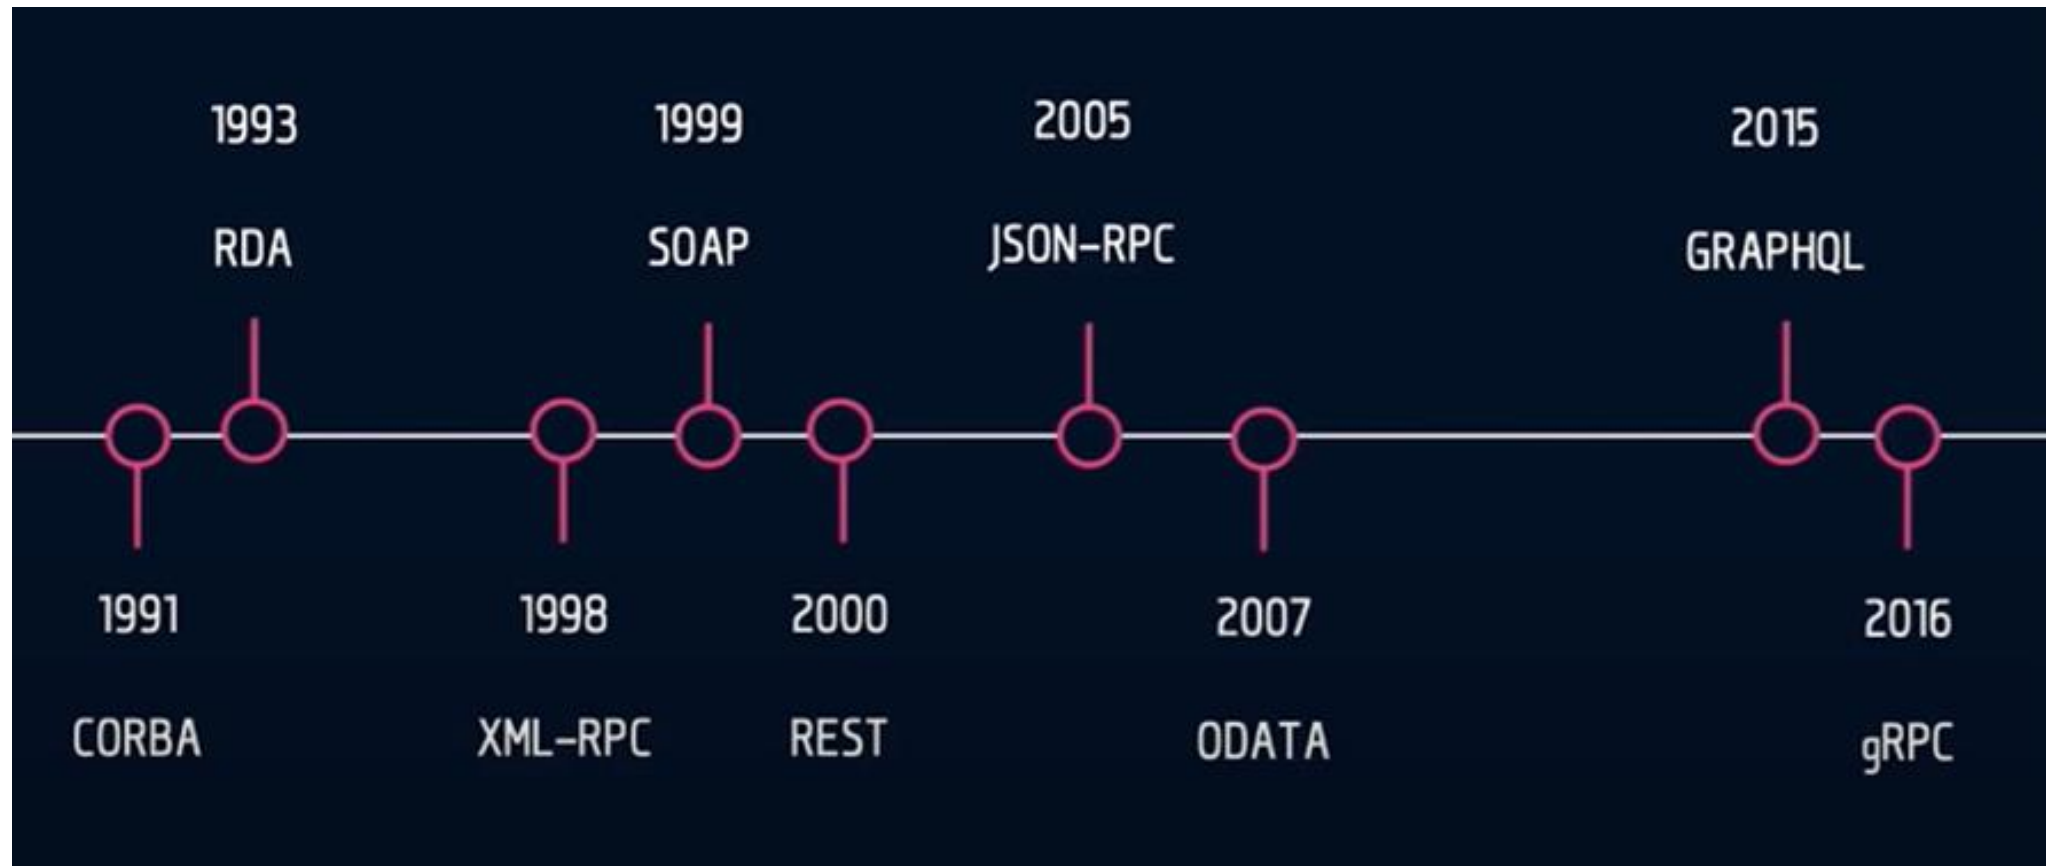 1993
RDA
1999
SOAP
2005
JSON-RPC
2015
GRAPHQL
1991
CORBA
1998
XML-RPC
2000
REST
2007
ODATA
2016
gRPC